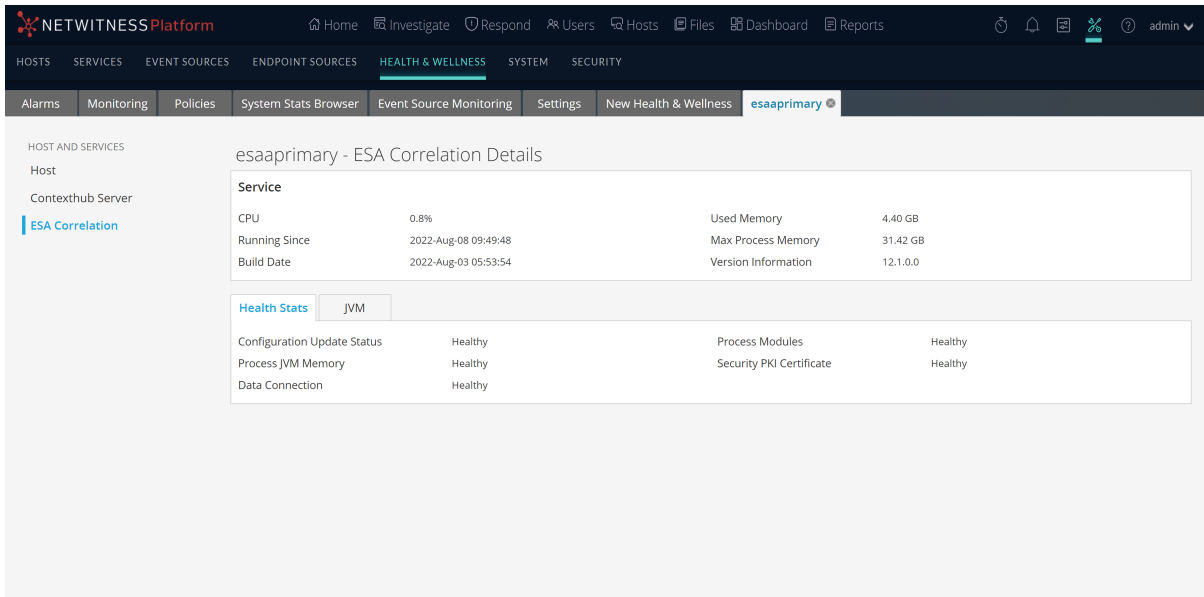 NETWITNESS Platform Home Investigate Respond Users Hosts Files Dashboard Reports admin
HOSTS SERVICES EVENT SOURCES ENDPOINT SOURCES HEALTH & WELLNESS SYSTEM SECURITY
Alarms Monitoring Policies System Stats Browser Event Source Monitoring Settings New Health & Wellness esaaprimary
HOST AND SERVICES
Host
Contexthub Server
ESA Correlation
esaaprimary - ESA Correlation Details
Service
CPU 0.8% Used Memory 4.40 GB
Running Since 2022-Aug-08 09:49:48 Max Process Memory 31.42 GB
Build Date 2022-Aug-03 05:53:54 Version Information 12.1.0.0
Health Stats JVM
Configuration Update Status Healthy Process Modules Healthy
Process JVM Memory Healthy Security PKI Certificate Healthy
Data Connection Healthy